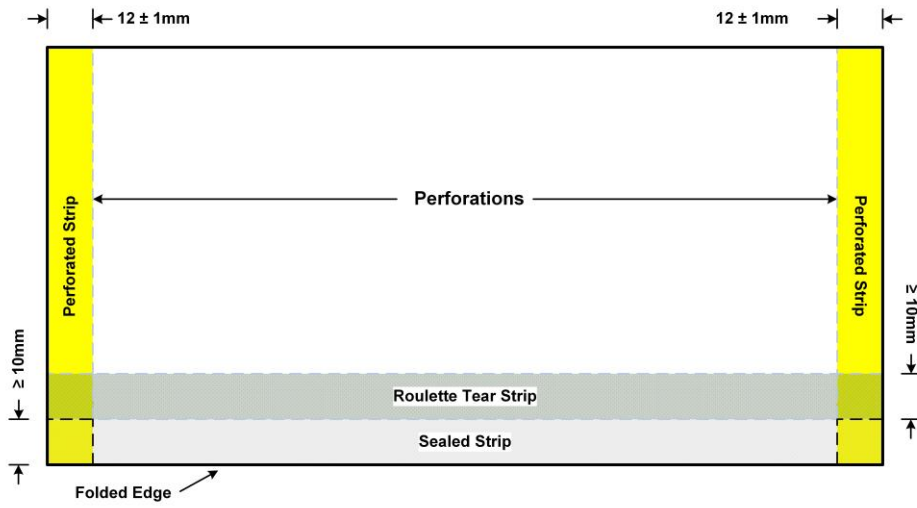 12 ± 1mm
12 ± 1mm
Perforations
Perforated Strip
Perforated Strip
≥ 10mm
≥ 10mm
Roulette Tear Strip
Sealed Strip
Folded Edge